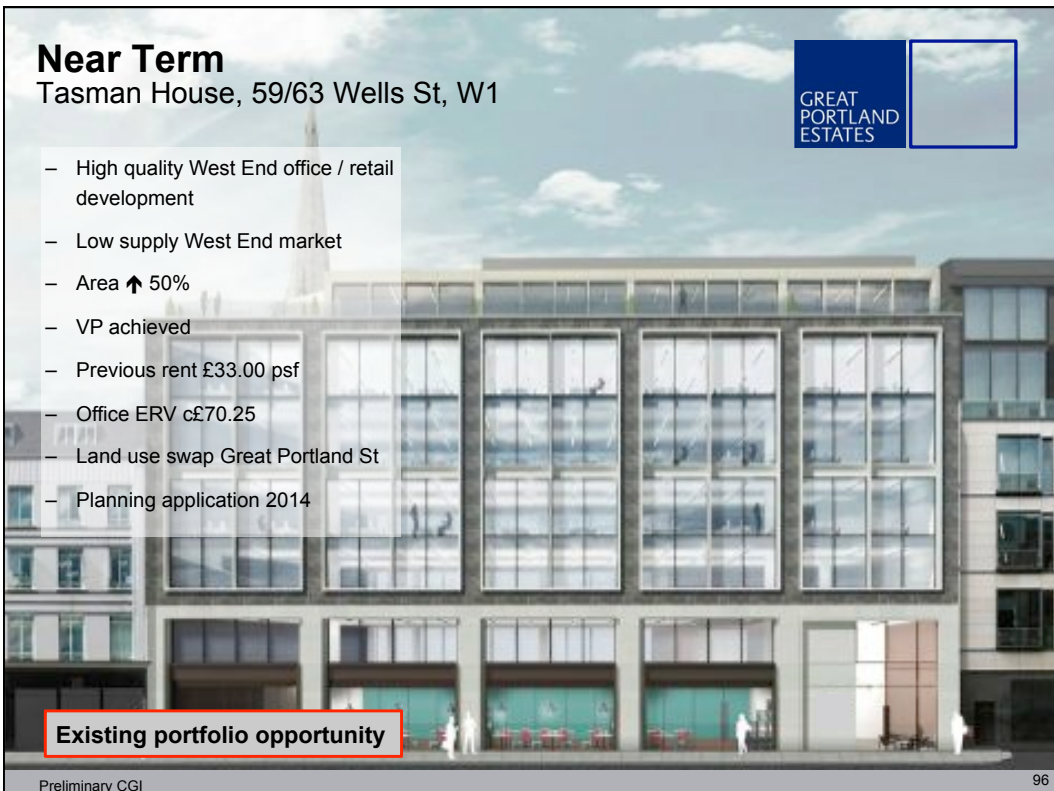 Near Term
Tasman House, 59/63 Wells St, W1
GREAT
PORTLAND
ESTATES
– High quality West End office / retail
development
– Low supply West End market
– Area ↑ 50%
– VP achieved
– Previous rent £33.00 psf
– Office ERV c£70.25
– Land use swap Great Portland St
– Planning application 2014
Existing portfolio opportunity
Preliminary CGI
96